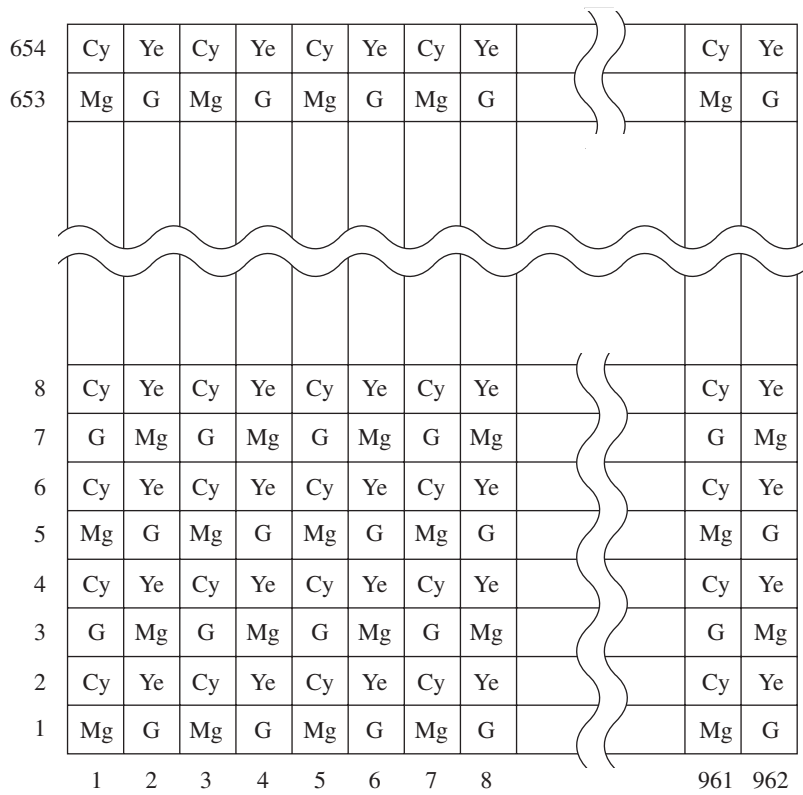 654 Cy Ye Cy Ye Cy Ye Cy Ye Cy Ye
653 Mg G Mg G Mg G Mg G Mg G
8 Cy Ye Cy Ye Cy Ye Cy Ye Cy Ye
7 G Mg G Mg G Mg G Mg G Mg
6 Cy Ye Cy Ye Cy Ye Cy Ye Cy Ye
5 Mg G Mg G Mg G Mg G Mg G
4 Cy Ye Cy Ye Cy Ye Cy Ye Cy Ye
3 G Mg G Mg G Mg G Mg G Mg
2 Cy Ye Cy Ye Cy Ye Cy Ye Cy Ye
1 Mg G Mg G Mg G Mg G Mg G
1 2 3 4 5 6 7 8 961 962